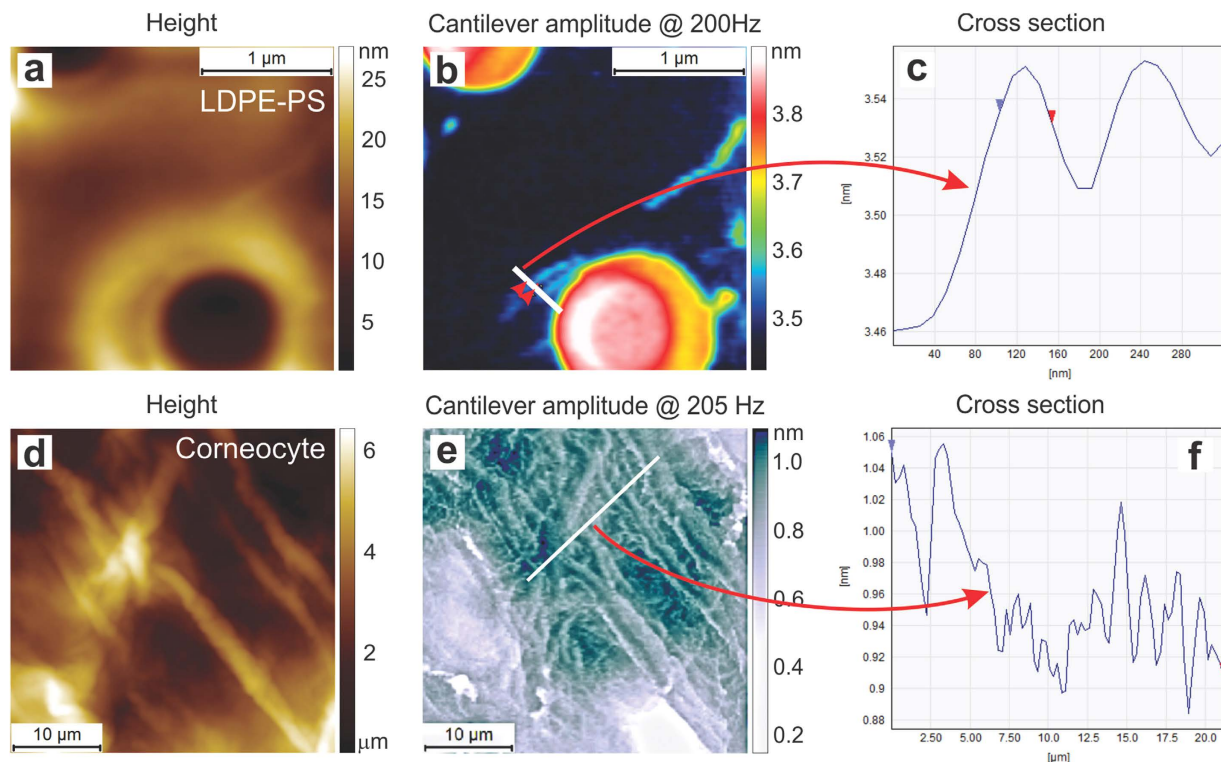 Height
Cantilever amplitude @ 200Hz
Cross section
a
1 µm
LDPE-PS
nm
25
20
15
10
5
b
1 µm
nm
3.8
3.7
3.6
3.5
c
3.54
3.52
3.50
3.48
3.46
[nm]
40 80 120 160 200 240 280
[nm]
Height
Cantilever amplitude @ 205 Hz
Cross section
d
Corneocyte
10 µm
6
4
2
µm
e
10 µm
nm
1.0
0.8
0.6
0.4
0.2
f
1.06
1.04
1.02
1.00
0.98
0.96
0.94
0.92
0.9
0.88
[nm]
2.50 5.00 7.50 10.0 12.5 15.0 17.5 20.0
[µm]